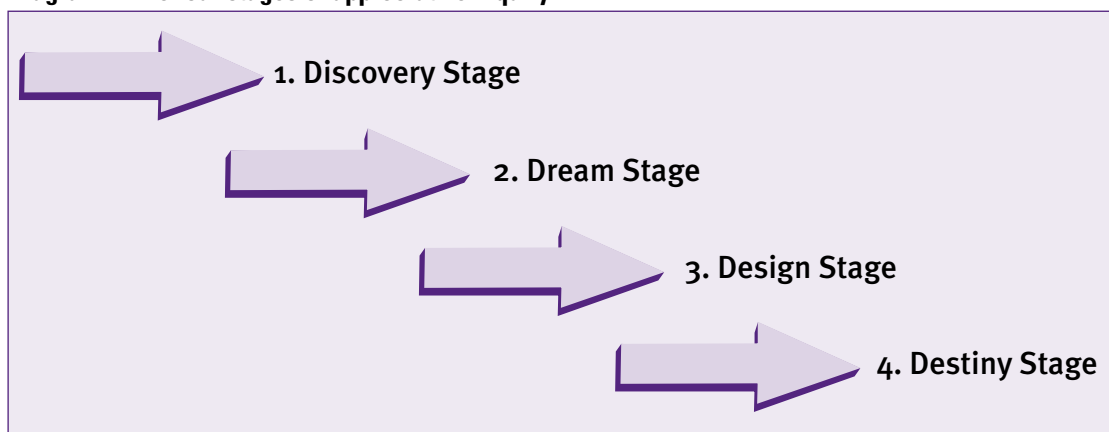 1. Discovery Stage
2. Dream Stage
3. Design Stage
4. Destiny Stage